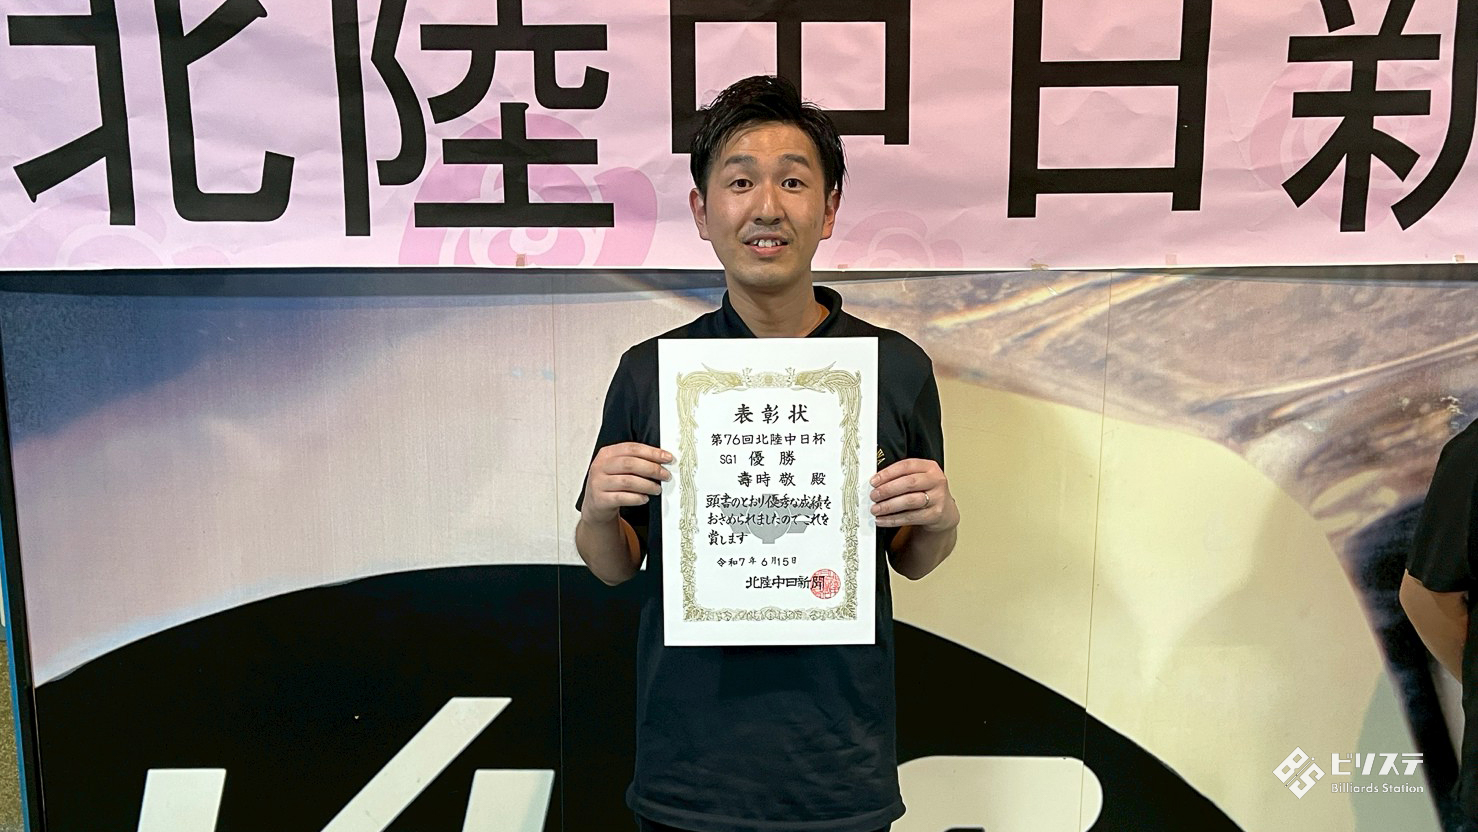 北陸中日新
表彰状
第76回北陸中日杯
SG1 優勝
壽時 敬 殿
頭書のとおり優秀な成績を
おさめられましたのでこれを
賞します
令和7年6月15日
北陸中日新聞
ビリステ
Billiards Station